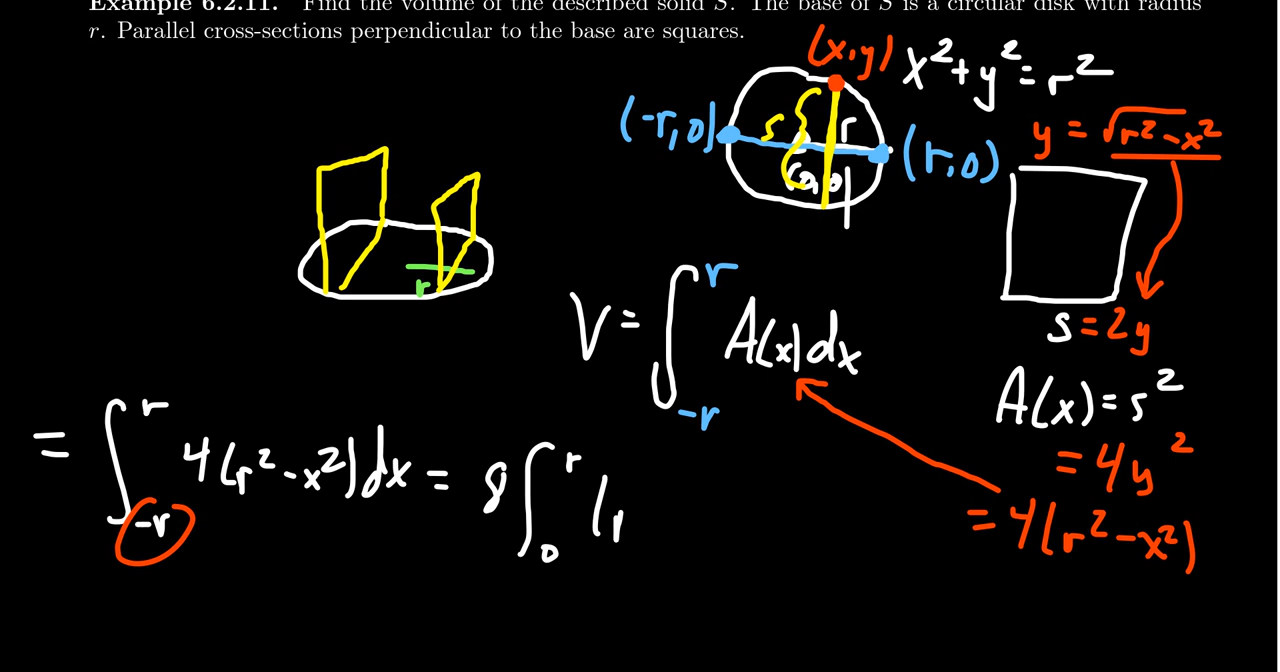 Example 6.2.11. Find the volume of the described solid S. The base of S is a circular disk with radius
r. Parallel cross-sections perpendicular to the base are squares.
(x,y) x² + y² = r²
(-r,0) s r (r,0)
(0,0)
y = √(r² - x²)
r
s = 2y
V = ∫_{-r}^{r} A(x) dx
A(x) = s²
= 4y²
= 4(r² - x²)
= ∫_{-r}^{r} 4(r² - x²) dx = 8 ∫_{0}^{r} (r